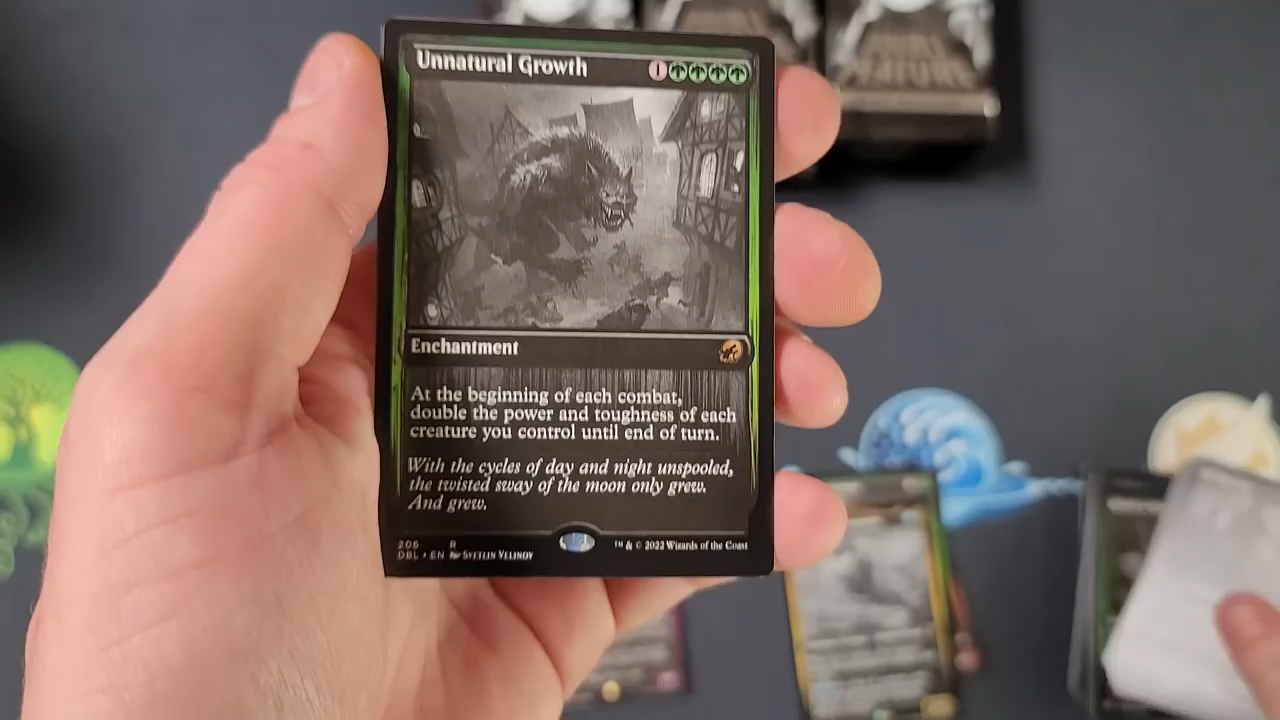 Unnatural Growth
1
Enchantment
At the beginning of each combat,
double the power and toughness of each
creature you control until end of turn.
With the cycles of day and night unspooled,
the twisted sway of the moon only grew.
And grew.
206 R
DBL • EN Svetlin Velinov
™ & © 2022 Wizards of the Coast